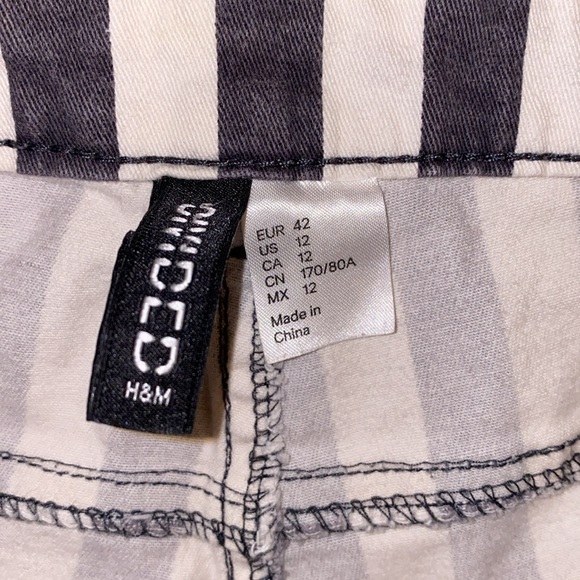 DIVIDED
H&M
EUR 42
US 12
CA 12
CN 170/80A
MX 12
Made in
China